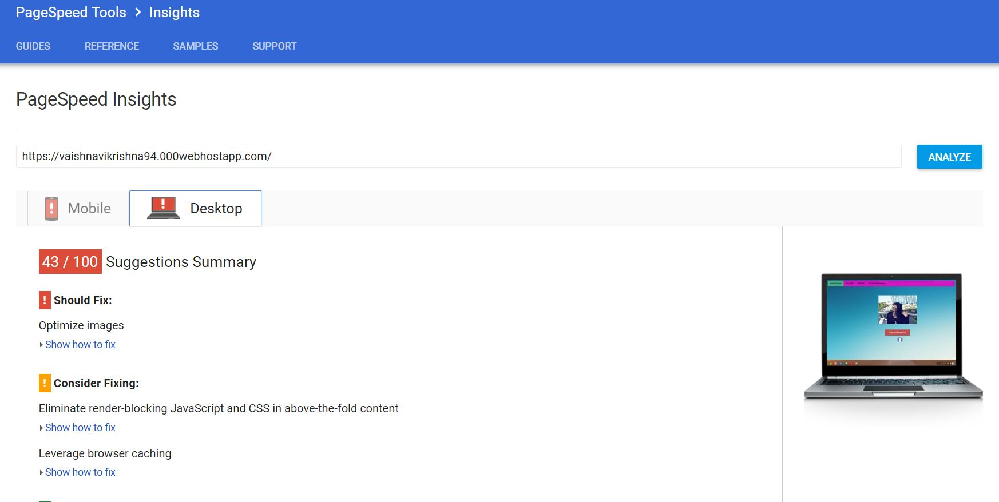 PageSpeed Tools > Insights
GUIDES REFERENCE SAMPLES SUPPORT
PageSpeed Insights
https://vaishnavikrishna94.000webhostapp.com/
ANALYZE
Mobile
Desktop
43 / 100 Suggestions Summary
! Should Fix:
Optimize images
Show how to fix
! Consider Fixing:
Eliminate render-blocking JavaScript and CSS in above-the-fold content
Show how to fix
Leverage browser caching
Show how to fix
Download Resume